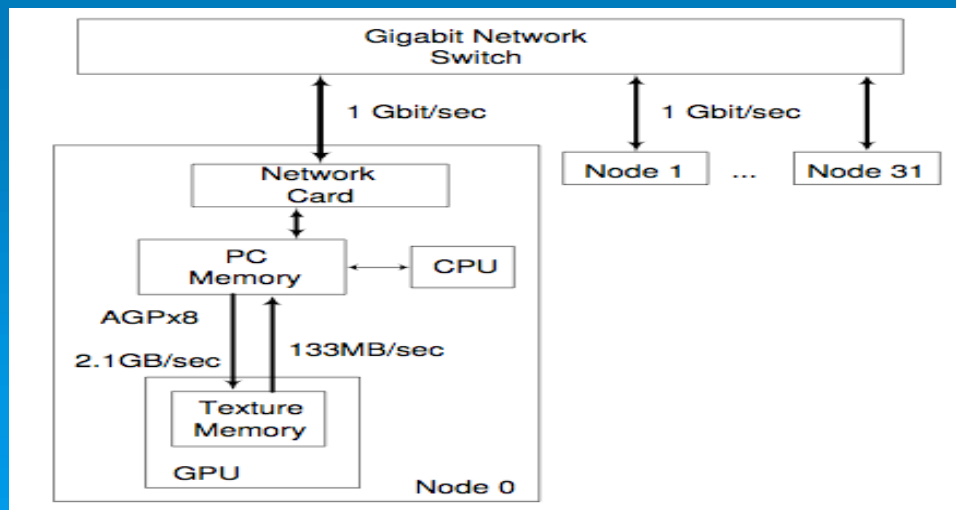 Gigabit Network
Switch
1 Gbit/sec
1 Gbit/sec
Network
Card
Node 1
...
Node 31
PC
Memory
CPU
AGPx8
2.1GB/sec
133MB/sec
Texture
Memory
GPU
Node 0